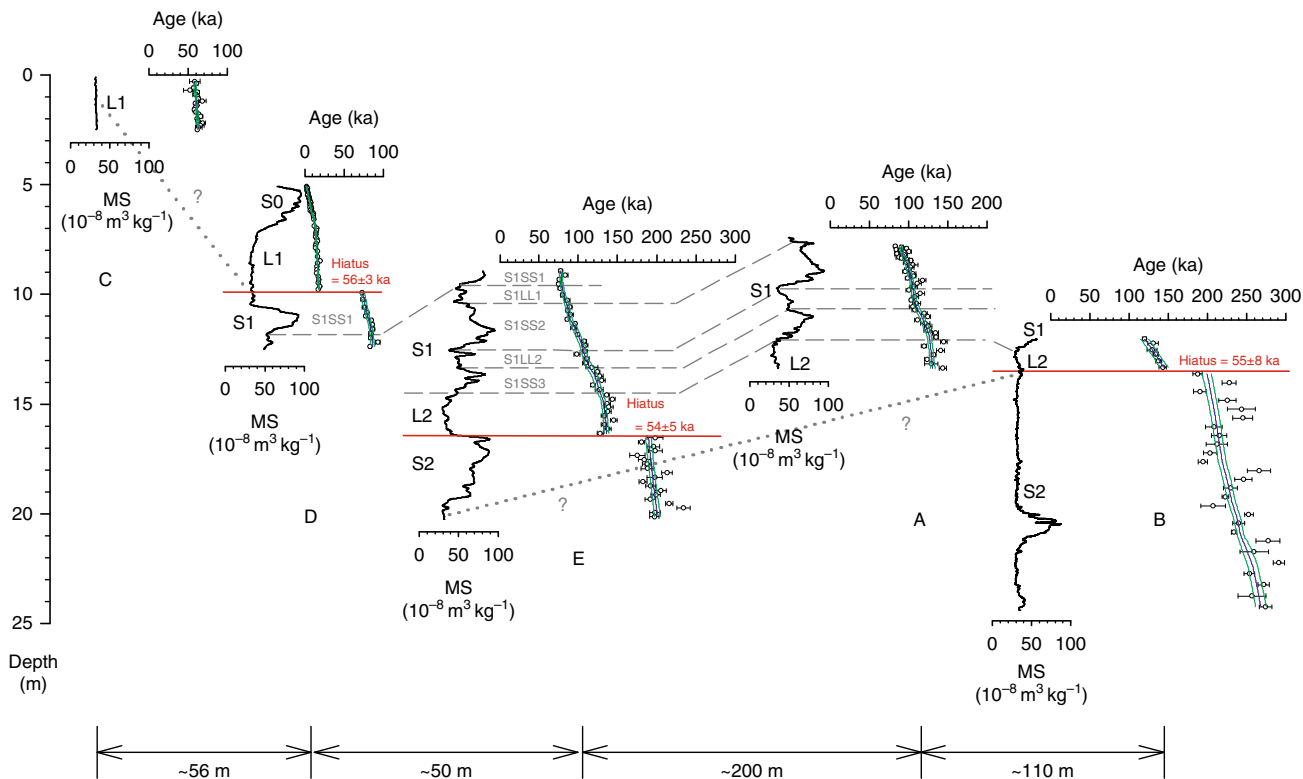 Age (ka)
0 50 100
0
5
10
15
20
25
Depth
(m)
L1
0 50 100
MS
(10⁻⁸ m³ kg⁻¹)
C
?
Age (ka)
0 50 100
S0
L1
Hiatus
= 56±3 ka
S1
S1SS1
0 50 100
MS
(10⁻⁸ m³ kg⁻¹)
D
Age (ka)
0 50 100 150 200 250 300
S1SS1
S1LL1
S1SS2
S1
S1LL2
S1SS3
L2
Hiatus
= 54±5 ka
S2
?
0 50 100
MS
(10⁻⁸ m³ kg⁻¹)
E
Age (ka)
0 50 100 150 200
S1
L2
0 50 100
MS
(10⁻⁸ m³ kg⁻¹)
?
A
Age (ka)
0 100 150 200 300
S1
L2
Hiatus = 55±8 ka
S2
B
0 50 100
MS
(10⁻⁸ m³ kg⁻¹)
~56 m
~50 m
~200 m
~110 m